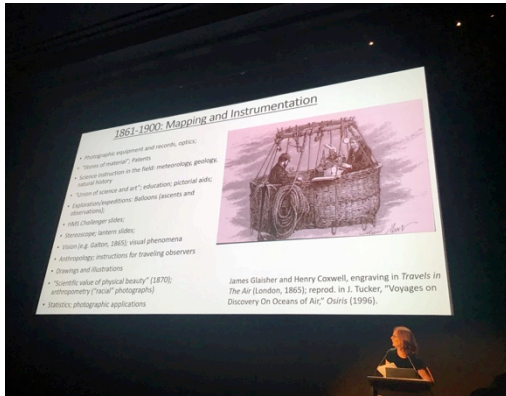 1861-1900: Mapping and Instrumentation
• Photographic equipment and records, optics;
• "Stores of material"; Patents
• Science instruction in the field: meteorology, geology,
natural history
• "Union of science and art"; education; pictorial aids;
• Exploration/expeditions: Balloons (ascents and
observations);
• HMS Challenger slides;
• Stereoscope; lantern slides;
• Vision (e.g. Galton, 1865); visual phenomena
• Anthropology; instructions for traveling observers
• Drawings and illustrations
• "Scientific value of physical beauty" (1870);
anthropometry ("racial" photographs)
• Statistics; photographic applications
James Glaisher and Henry Coxwell, engraving in Travels in
The Air (London, 1865); reprod. in J. Tucker, "Voyages on
Discovery On Oceans of Air," Osiris (1996).